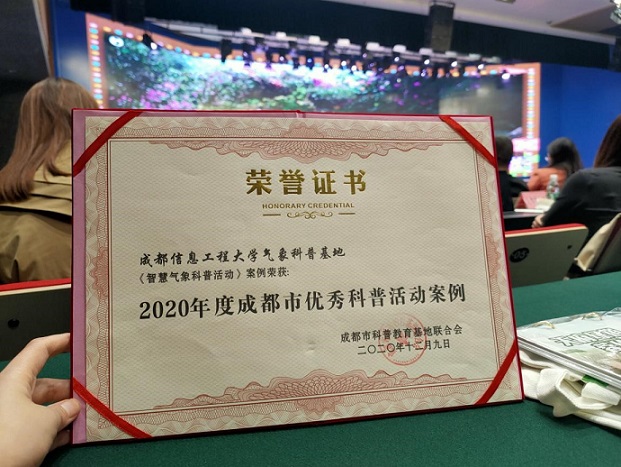 荣誉证书
HONORARY CREDENTIAL
成都信息工程大学气象科普基地
《智慧气象科普活动》案例荣获:
2020年度成都市优秀科普活动案例
成都市科普教育基地联合会
二〇二〇年十二月九日